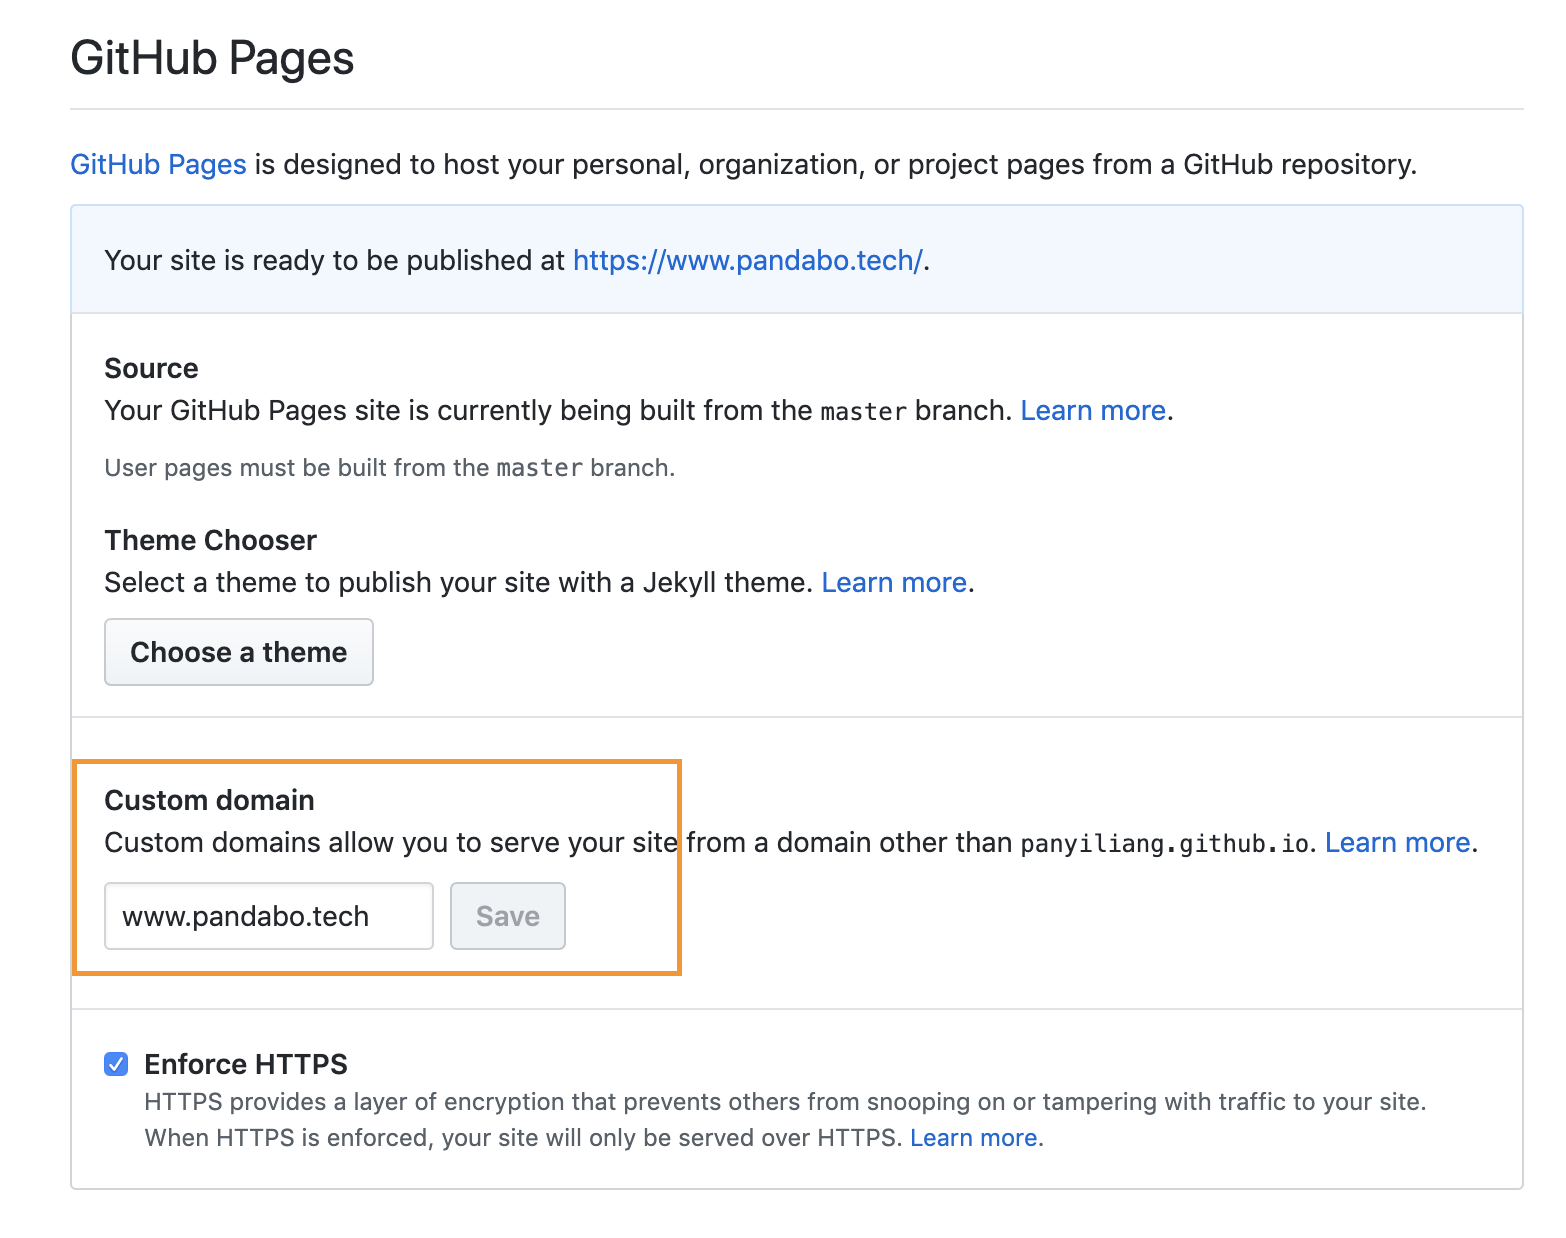 GitHub Pages
GitHub Pages is designed to host your personal, organization, or project pages from a GitHub repository.
Your site is ready to be published at https://www.pandabo.tech/.
Source
Your GitHub Pages site is currently being built from the master branch. Learn more.
User pages must be built from the master branch.
Theme Chooser
Select a theme to publish your site with a Jekyll theme. Learn more.
Choose a theme
Custom domain
Custom domains allow you to serve your site from a domain other than panyiliang.github.io. Learn more.
www.pandabo.tech Save
Enforce HTTPS
HTTPS provides a layer of encryption that prevents others from snooping on or tampering with traffic to your site.
When HTTPS is enforced, your site will only be served over HTTPS. Learn more.